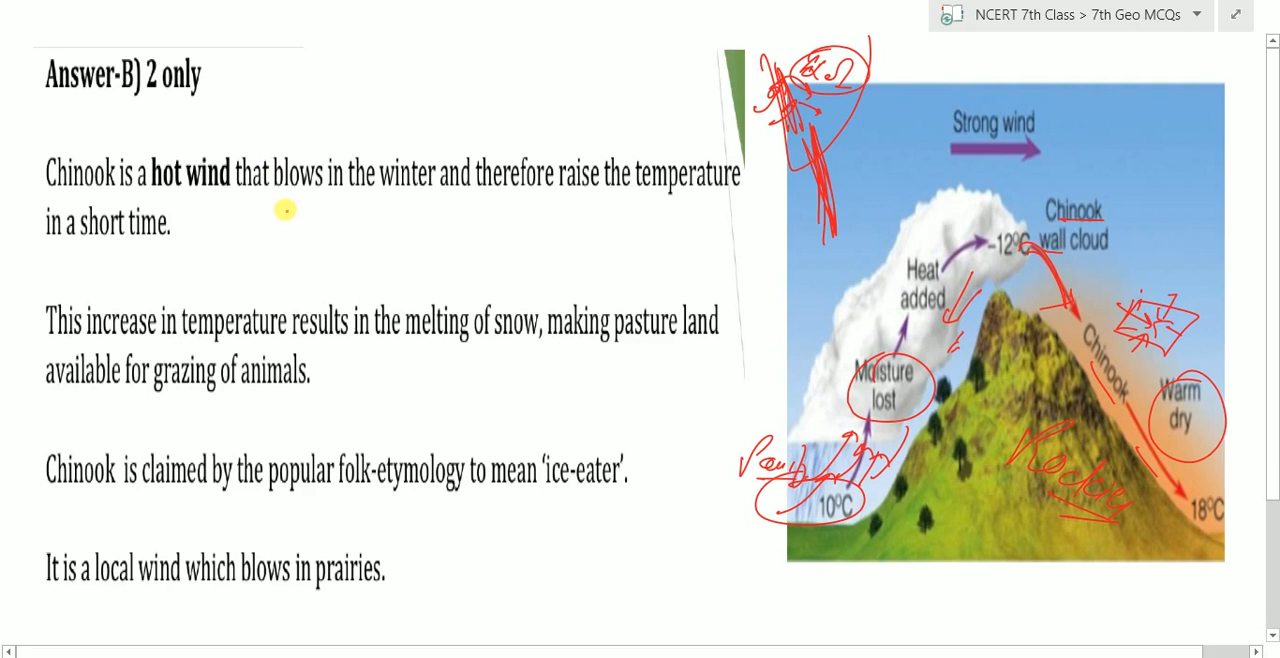 NCERT 7th Class > 7th Geo MCQs
Answer-B) 2 only
Chinook is a hot wind that blows in the winter and therefore raise the temperature
in a short time.
This increase in temperature results in the melting of snow, making pasture land
available for grazing of animals.
Chinook is claimed by the popular folk-etymology to mean ‘ice-eater’.
It is a local wind which blows in prairies.
Strong wind
Chinook
wall cloud
-12°C
Heat
added
Moisture
lost
10°C
Chinook
Warm
dry
18°C
Rockies